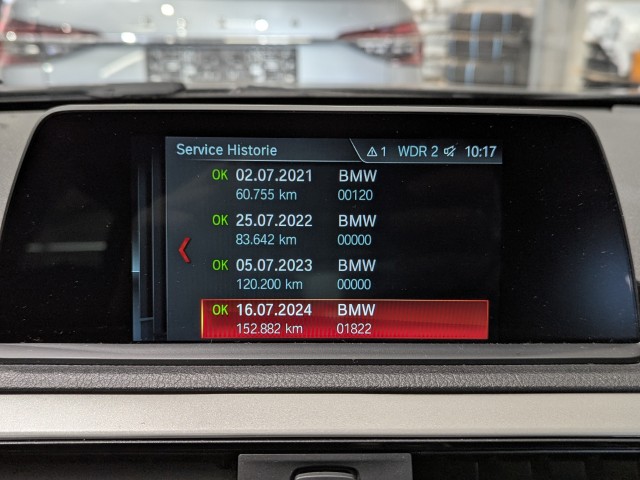 Service Historie ⚠1 WDR 2 10:17
OK 02.07.2021 BMW
60.755 km 00120
OK 25.07.2022 BMW
83.642 km 00000
OK 05.07.2023 BMW
120.200 km 00000
OK 16.07.2024 BMW
152.882 km 01822